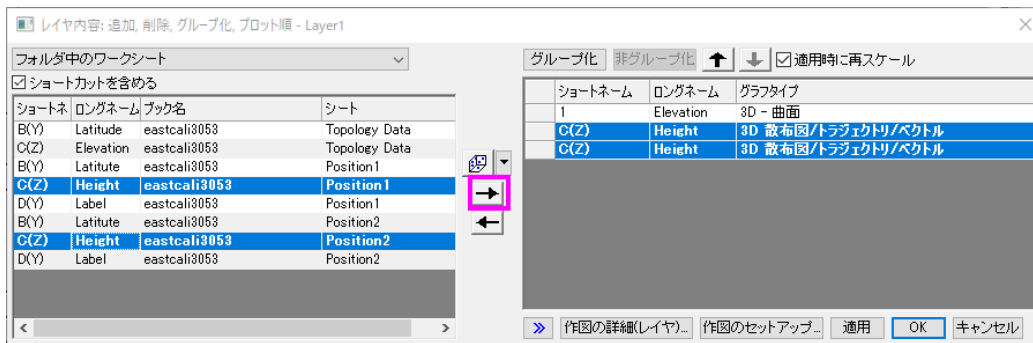 レイヤ内容: 追加, 削除, グループ化, プロット順 - Layer1
フォルダ中のワークシート
ショートカットを含める
ショートネ ロングネーム ブック名 シート
B(Y) Latitude eastcali3053 Topology Data
C(Z) Elevation eastcali3053 Topology Data
B(Y) Latitute eastcali3053 Position1
C(Z) Height eastcali3053 Position1
D(Y) Label eastcali3053 Position1
B(Y) Latitute eastcali3053 Position2
C(Z) Height eastcali3053 Position2
D(Y) Label eastcali3053 Position2
グループ化 非グループ化 適用時に再スケール
ショートネーム ロングネーム グラフタイプ
1 Elevation 3D - 曲面
C(Z) Height 3D 散布図/トラジェクトリ/ベクトル
C(Z) Height 3D 散布図/トラジェクトリ/ベクトル
作図の詳細(レイヤ)... 作図のセットアップ... 適用 OK キャンセル